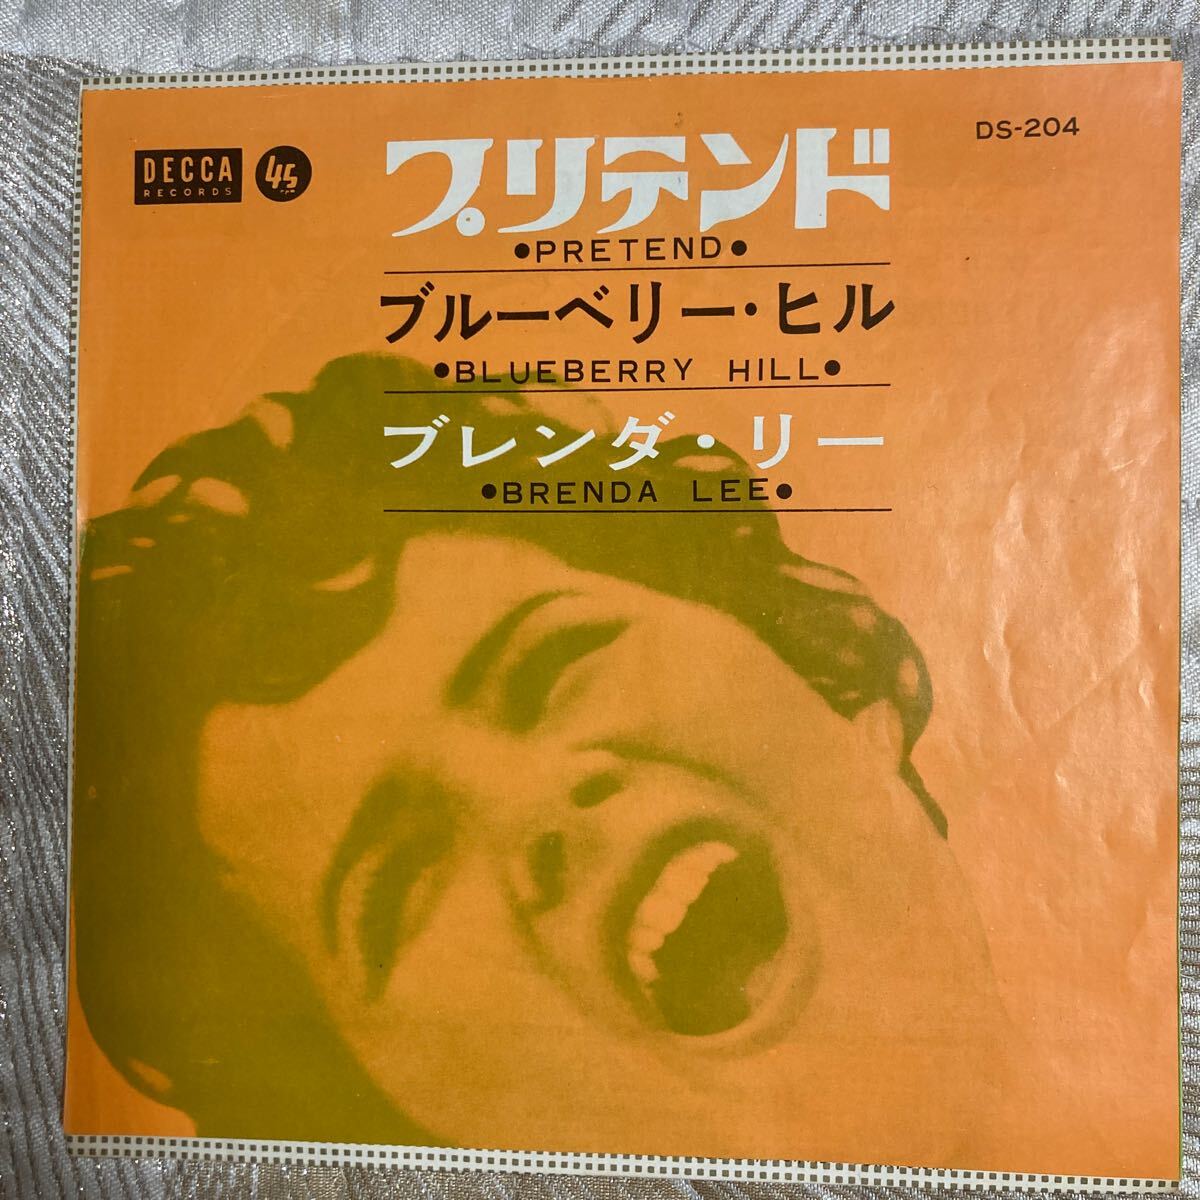 DECCA
RECORDS
45
DS-204
プリテンド
•PRETEND•
ブルーベリー・ヒル
•BLUEBERRY HILL•
ブレンダ・リー
•BRENDA LEE•